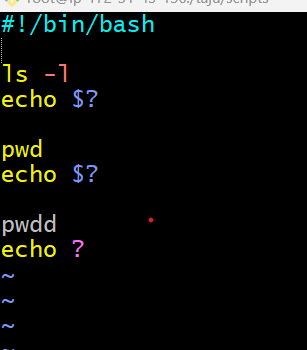 #!/bin/bash
ls -l
echo $?
pwd
echo $?
pwdd
echo ?
~
~
~
~